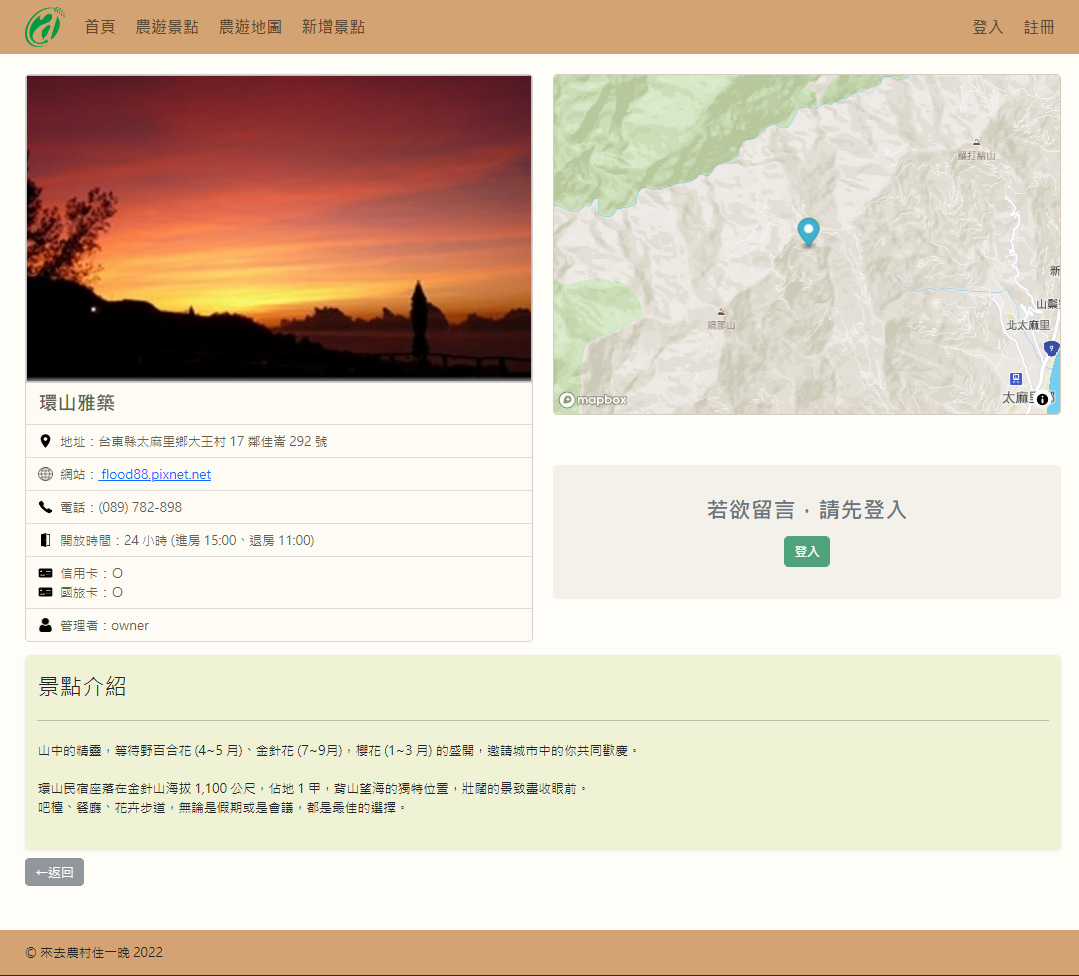 首頁 農遊景點 農遊地圖 新增景點 登入 註冊
環山雅築
地址：台東縣太麻里鄉大王村 17 鄰佳崙 292 號
網站： flood88.pixnet.net
電話：(089) 782-898
開放時間：24 小時 (進房 15:00、退房 11:00)
信用卡：O
國旅卡：O
管理者：owner
羅打結山
新
北太麻里
9
太麻里
mapbox
若欲留言，請先登入
登入
景點介紹
山中的精靈，等待野百合花 (4~5 月)、金針花 (7~9月)，櫻花 (1~3 月) 的盛開，邀請城市中的你共同歡慶。
環山民宿座落在金針山海拔 1,100 公尺，佔地 1 甲，背山望海的獨特位置，壯闊的景致盡收眼前。
吧檯、餐廳、花卉步道，無論是假期或是會議，都是最佳的選擇。
←返回
© 來去農村住一晚 2022